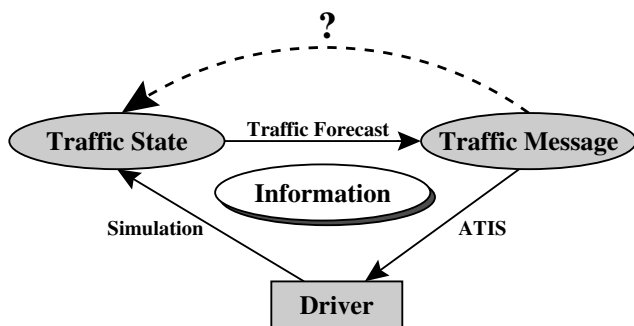 ?
Traffic State
Traffic Forecast
Traffic Message
Information
Simulation
ATIS
Driver